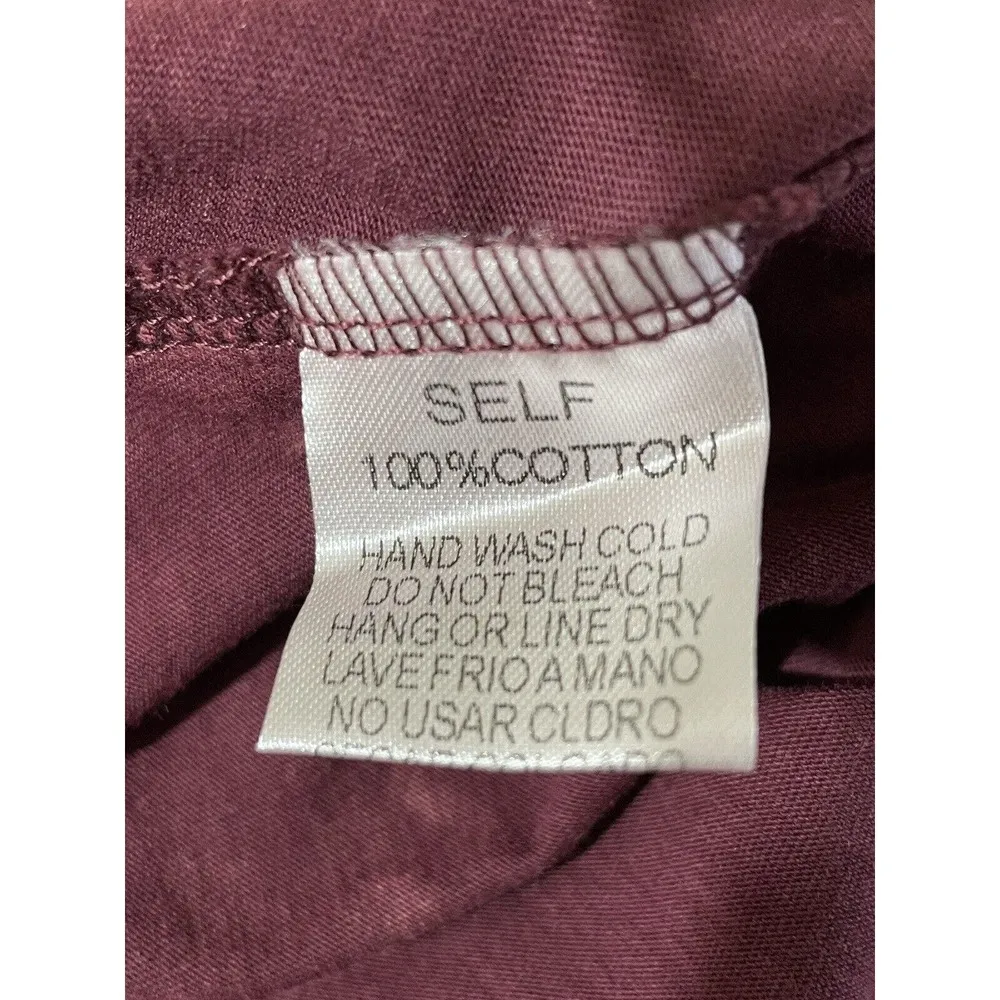 SELF
100%COTTON
HAND WASH COLD
DO NOT BLEACH
HANG OR LINE DRY
LAVE FRIO A MANO
NO USAR CLDRO